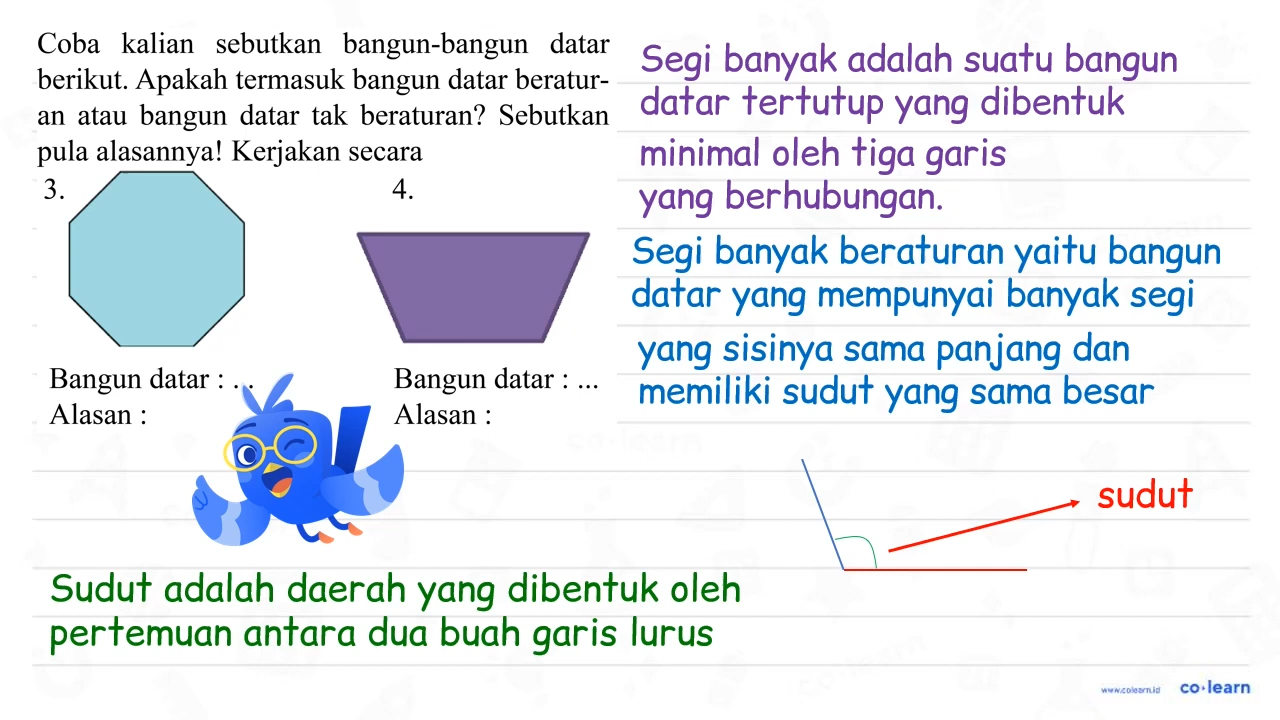 Coba kalian sebutkan bangun-bangun datar
berikut. Apakah termasuk bangun datar beratur-
an atau bangun datar tak beraturan? Sebutkan
pula alasannya! Kerjakan secara
3.
4.
Bangun datar : ...
Alasan :
Bangun datar : ...
Alasan :
Segi banyak adalah suatu bangun
datar tertutup yang dibentuk
minimal oleh tiga garis
yang berhubungan.
Segi banyak beraturan yaitu bangun
datar yang mempunyai banyak segi
yang sisinya sama panjang dan
memiliki sudut yang sama besar
sudut
Sudut adalah daerah yang dibentuk oleh
pertemuan antara dua buah garis lurus
www.colearn.id
co•learn